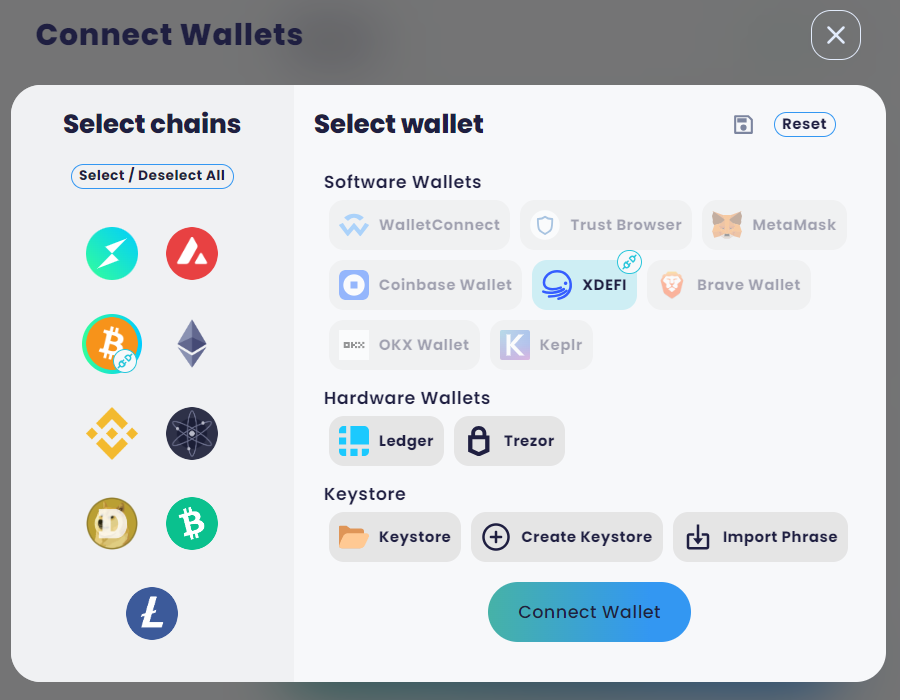 Connect Wallets
Select chains
Select / Deselect All
Select wallet
Reset
Software Wallets
WalletConnect
Trust Browser
MetaMask
Coinbase Wallet
XDEFI
Brave Wallet
OKX
OKX Wallet
Keplr
Hardware Wallets
Ledger
Trezor
Keystore
Keystore
Create Keystore
Import Phrase
Connect Wallet